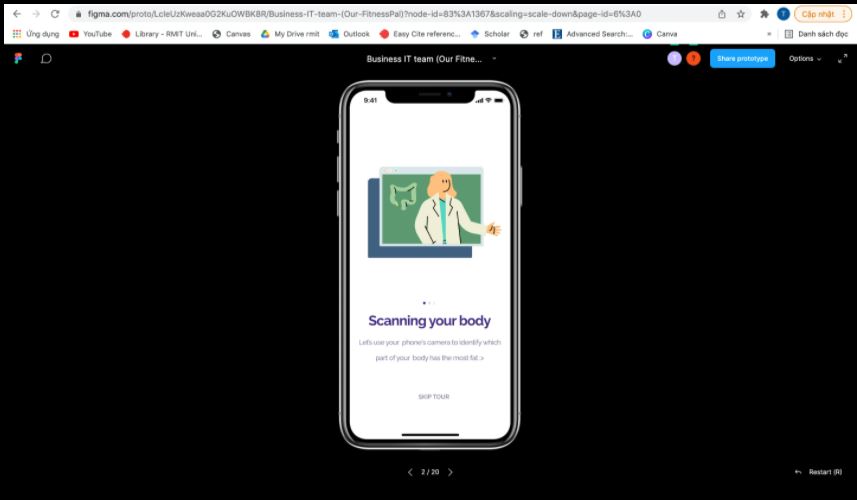 figma.com/proto/LcleUzKweaa0G2KuOWBK8R/Business-IT-team-(Our-FitnessPal)?node-id=83%3A1367&scaling=scale-down&page-id=6%3A0
T
Cập nhật
Ứng dụng YouTube Library - RMIT Uni... Canvas My Drive rmit Outlook Easy Cite referenc... Scholar ref Advanced Search:... Canva » Danh sách đọc
Business IT team (Our Fitne...
T ? Share prototype Options
9:41
Scanning your body
Let's use your phone's camera to identify which
part of your body has the most fat :>
SKIP TOUR
2 / 20
Restart (R)